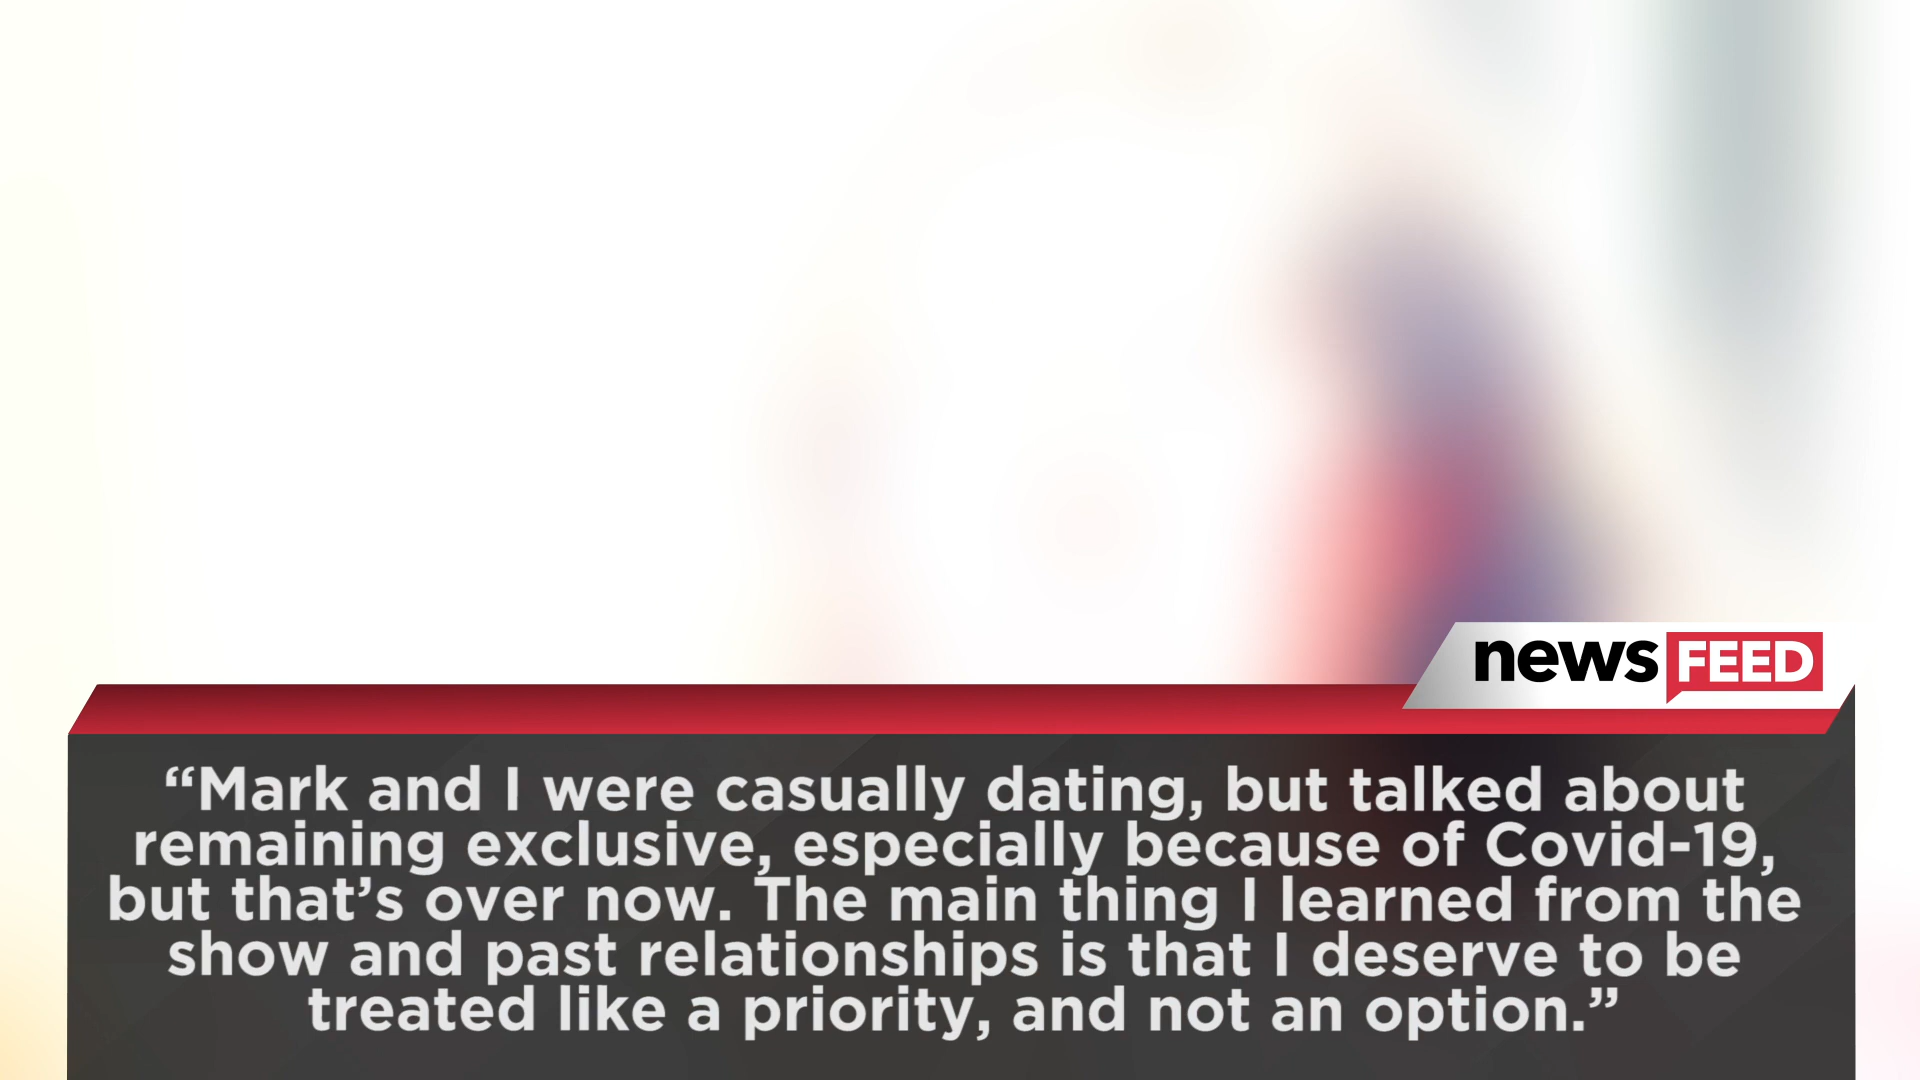 newsFEED
“Mark and I were casually dating, but talked about
remaining exclusive, especially because of Covid-19,
but that’s over now. The main thing I learned from the
show and past relationships is that I deserve to be
treated like a priority, and not an option.”